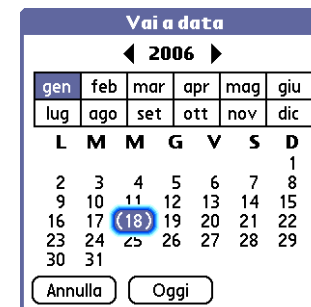 Vai a data
2006
gen feb mar apr mag giu
lug ago set ott nov dic
L M M G V S D
1
2 3 4 5 6 7 8
9 10 11 12 13 14 15
16 17 (18) 19 20 21 22
23 24 25 26 27 28 29
30 31
Annulla Oggi